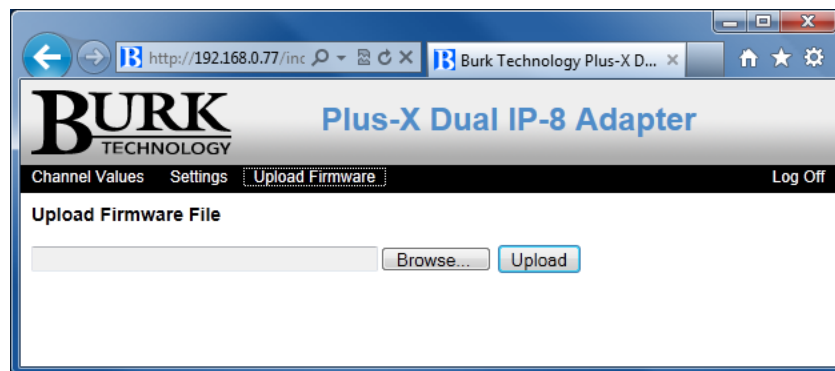 http://192.168.0.77/inc
Burk Technology Plus-X D...
BURK
TECHNOLOGY
Plus-X Dual IP-8 Adapter
Channel Values Settings Upload Firmware Log Off
Upload Firmware File
Browse... Upload